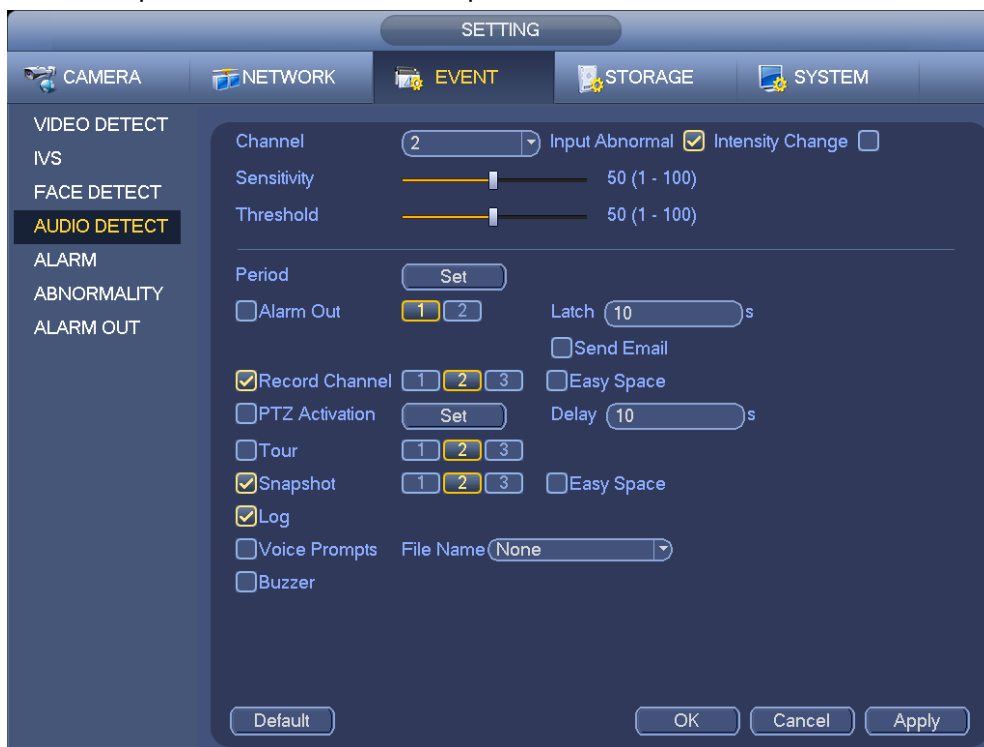 SETTING
CAMERA NETWORK EVENT STORAGE SYSTEM
VIDEO DETECT
IVS
FACE DETECT
AUDIO DETECT
ALARM
ABNORMALITY
ALARM OUT
Channel 2 Input Abnormal Intensity Change
Sensitivity 50 (1 - 100)
Threshold 50 (1 - 100)
Period Set
Alarm Out 1 2 Latch 10 s
Send Email
Record Channel 1 2 3 Easy Space
PTZ Activation Set Delay 10 s
Tour 1 2 3
Snapshot 1 2 3 Easy Space
Log
Voice Prompts File Name None
Buzzer
Default OK Cancel Apply